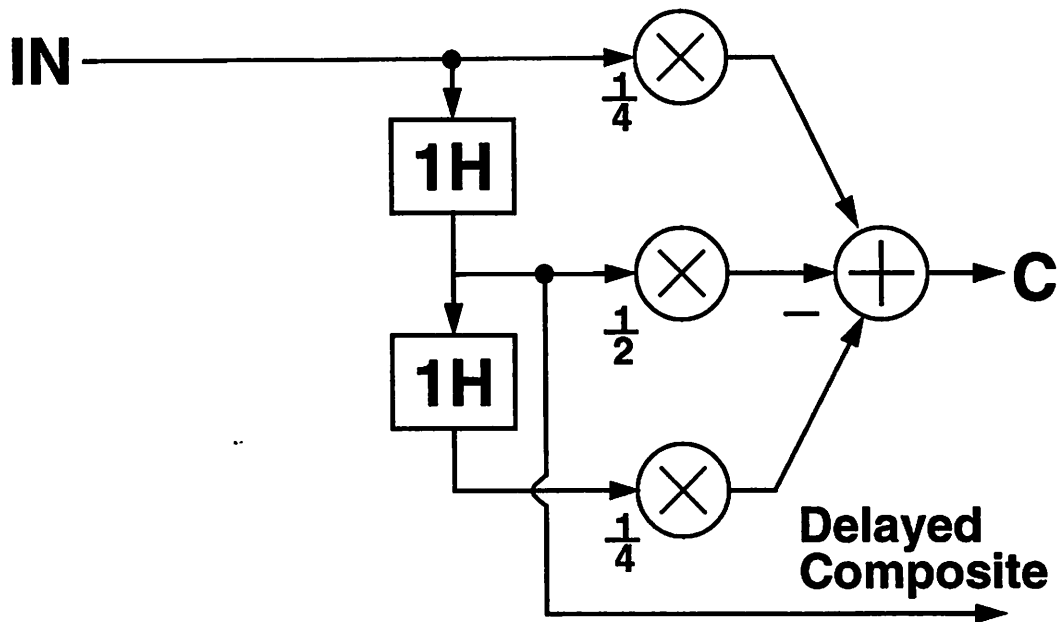 IN
1/4
1H
1/2
–
C
1H
1/4
Delayed
Composite